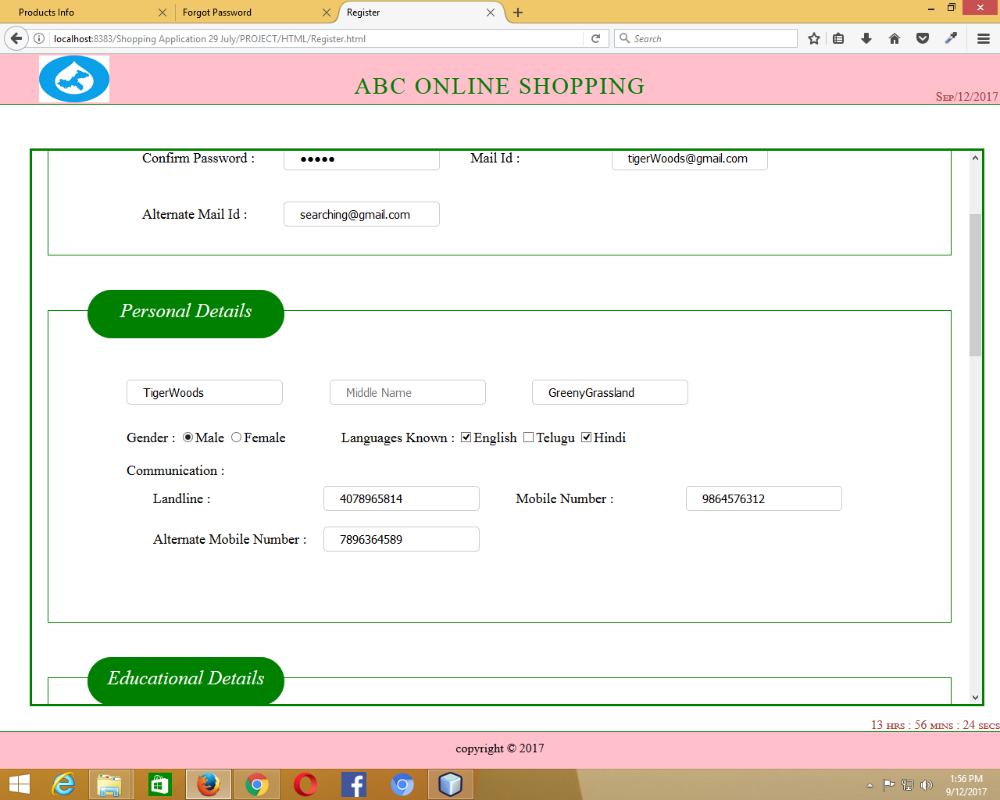 Products Info
Forgot Password
Register
localhost:8383/Shopping Application 29 July/PROJECT/HTML/Register.html
Search
ABC ONLINE SHOPPING
Sep/12/2017
Confirm Password :
Mail Id :
tigerWoods@gmail.com
Alternate Mail Id :
searching@gmail.com
Personal Details
TigerWoods
Middle Name
GreenyGrassland
Gender : Male Female
Languages Known : English Telugu Hindi
Communication :
Landline :
4078965814
Mobile Number :
9864576312
Alternate Mobile Number :
7896364589
Educational Details
13 hrs : 56 mins : 24 secs
copyright © 2017
1:56 PM
9/12/2017